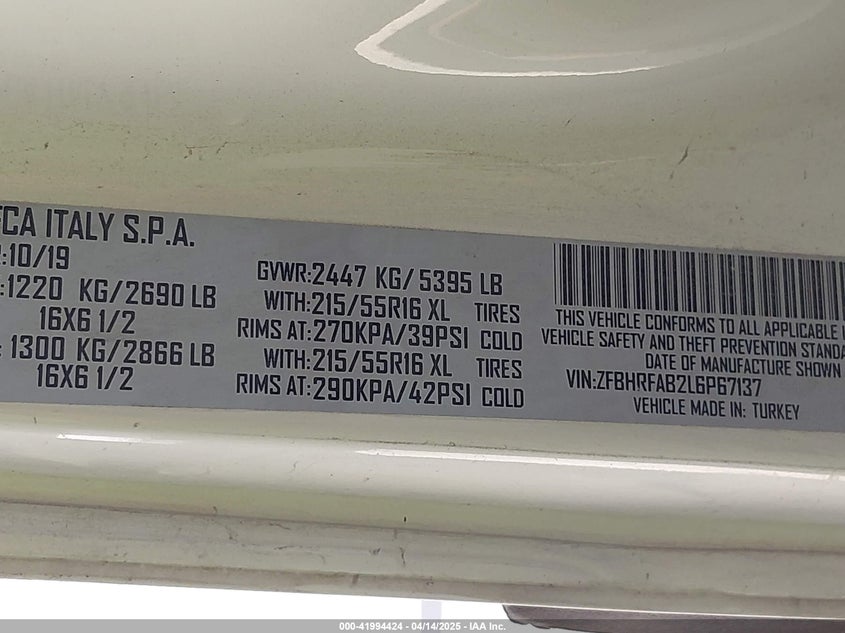 FCA ITALY S.P.A.
:10/19
:1220 KG/2690 LB
16X6 1/2
: 1300 KG/2866 LB
16X6 1/2
GVWR:2447 KG/5395 LB
WITH:215/55R16 XL TIRES
RIMS AT:270KPA/39PSI COLD
WITH:215/55R16 XL TIRES
RIMS AT:290KPA/42PSI COLD
THIS VEHICLE CONFORMS TO ALL APPLICABLE
VEHICLE SAFETY AND THEFT PREVENTION STANDA
DATE OF MANUFACTURE SHOWN
VIN:ZFBHRFAB2L6P67137
VEHICLE MADE IN: TURKEY
000-41994424 - 04/14/2025 - IAA Inc.